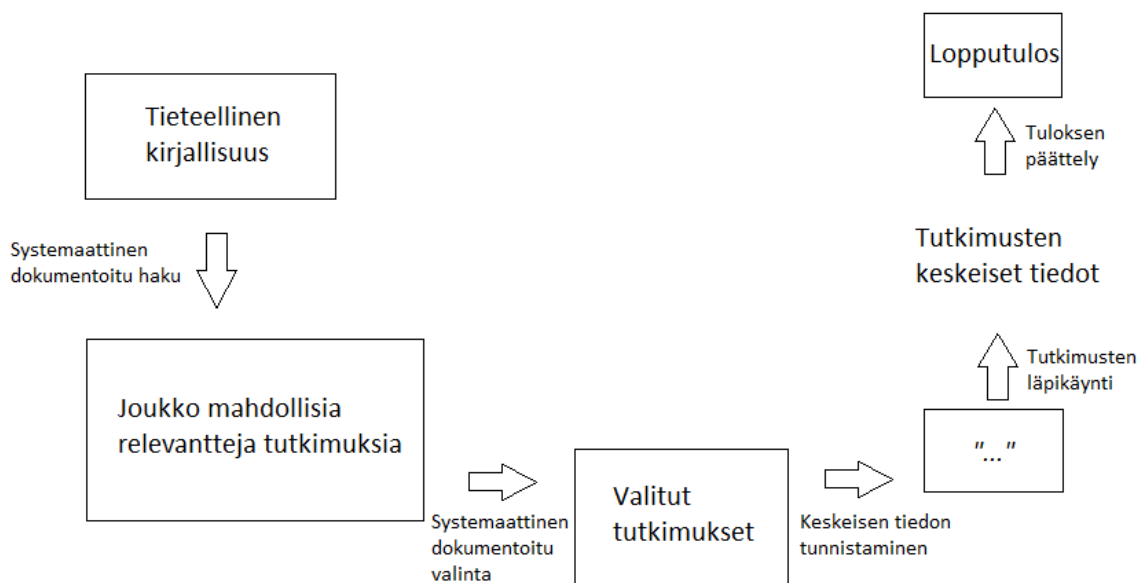 Tieteellinen
kirjallisuus
Systemaattinen
dokumentoitu haku
Joukko mahdollisia
relevantteja tutkimuksia
Systemaattinen
dokumentoitu
valinta
Valitut
tutkimukset
Keskeisen tiedon
tunnistaminen
"..."
Tutkimusten
läpikäynti
Tutkimusten
keskeiset tiedot
Tuloksen
päättely
Lopputulos